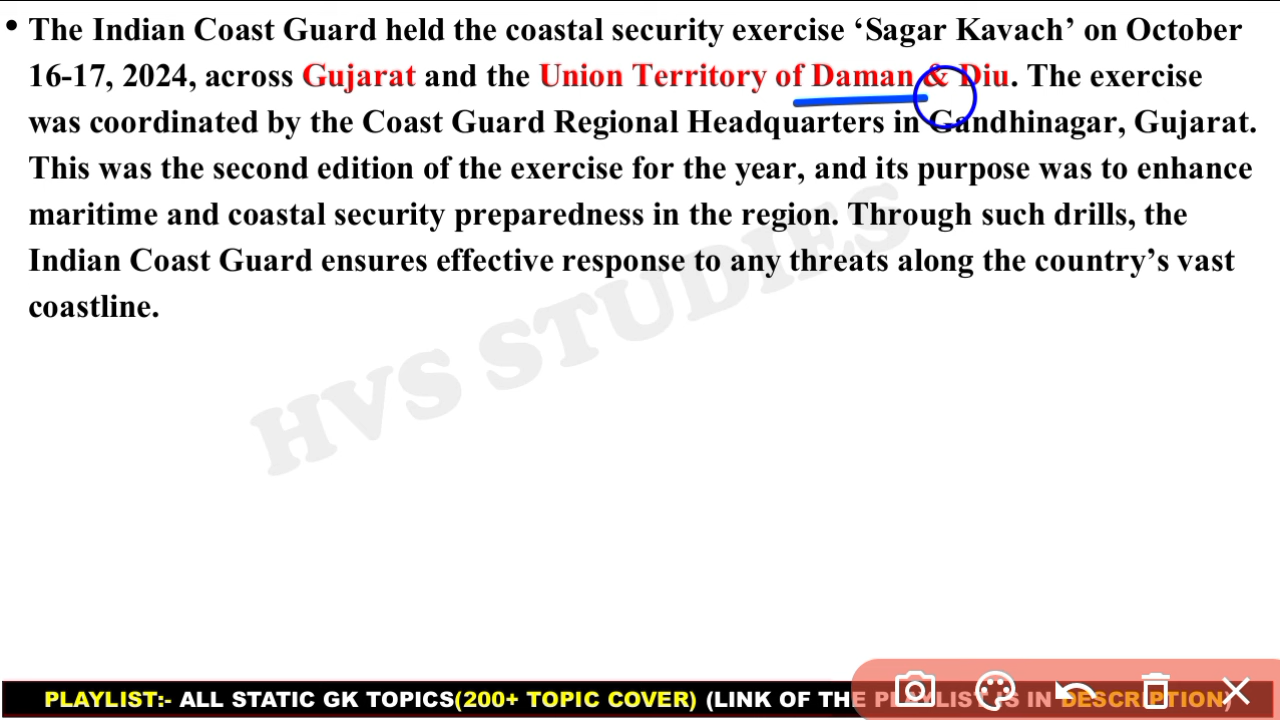 • The Indian Coast Guard held the coastal security exercise ‘Sagar Kavach’ on October
16-17, 2024, across Gujarat and the Union Territory of Daman & Diu. The exercise
was coordinated by the Coast Guard Regional Headquarters in Gandhinagar, Gujarat.
This was the second edition of the exercise for the year, and its purpose was to enhance
maritime and coastal security preparedness in the region. Through such drills, the
Indian Coast Guard ensures effective response to any threats along the country’s vast
coastline.
HVS STUDIES
PLAYLIST:- ALL STATIC GK TOPICS(200+ TOPIC COVER) (LINK OF THE PLAYLIST IS IN DESCRIPTION)